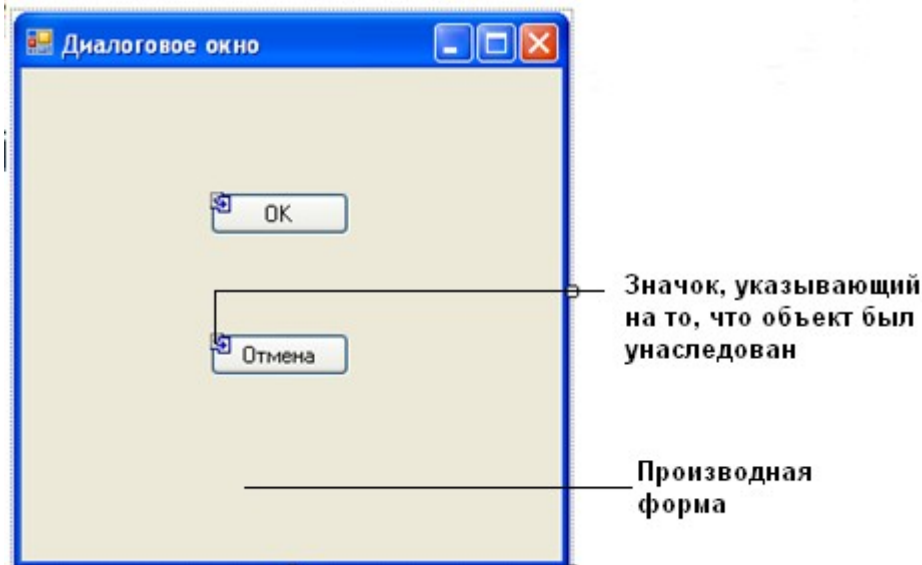 Диалоговое окно
OK
Значок, указывающий
на то, что объект был
унаследован
Отмена
Производная
форма